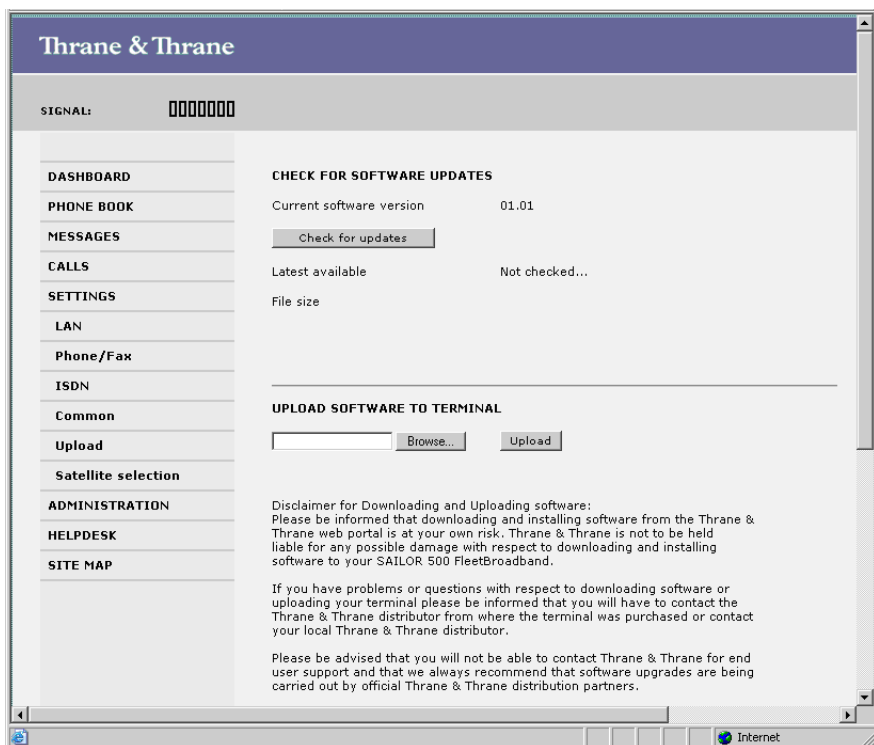 Thrane & Thrane
SIGNAL:
DASHBOARD
PHONE BOOK
MESSAGES
CALLS
SETTINGS
LAN
Phone/Fax
ISDN
Common
Upload
Satellite selection
ADMINISTRATION
HELPDESK
SITE MAP
CHECK FOR SOFTWARE UPDATES
Current software version 01.01
Check for updates
Latest available Not checked...
File size
UPLOAD SOFTWARE TO TERMINAL
Browse... Upload
Disclaimer for Downloading and Uploading software:
Please be informed that downloading and installing software from the Thrane &
Thrane web portal is at your own risk. Thrane & Thrane is not to be held
liable for any possible damage with respect to downloading and installing
software to your SAILOR 500 FleetBroadband.
If you have problems or questions with respect to downloading software or
uploading your terminal please be informed that you will have to contact the
Thrane & Thrane distributor from where the terminal was purchased or contact
your local Thrane & Thrane distributor.
Please be advised that you will not be able to contact Thrane & Thrane for end
user support and that we always recommend that software upgrades are being
carried out by official Thrane & Thrane distribution partners.
Internet